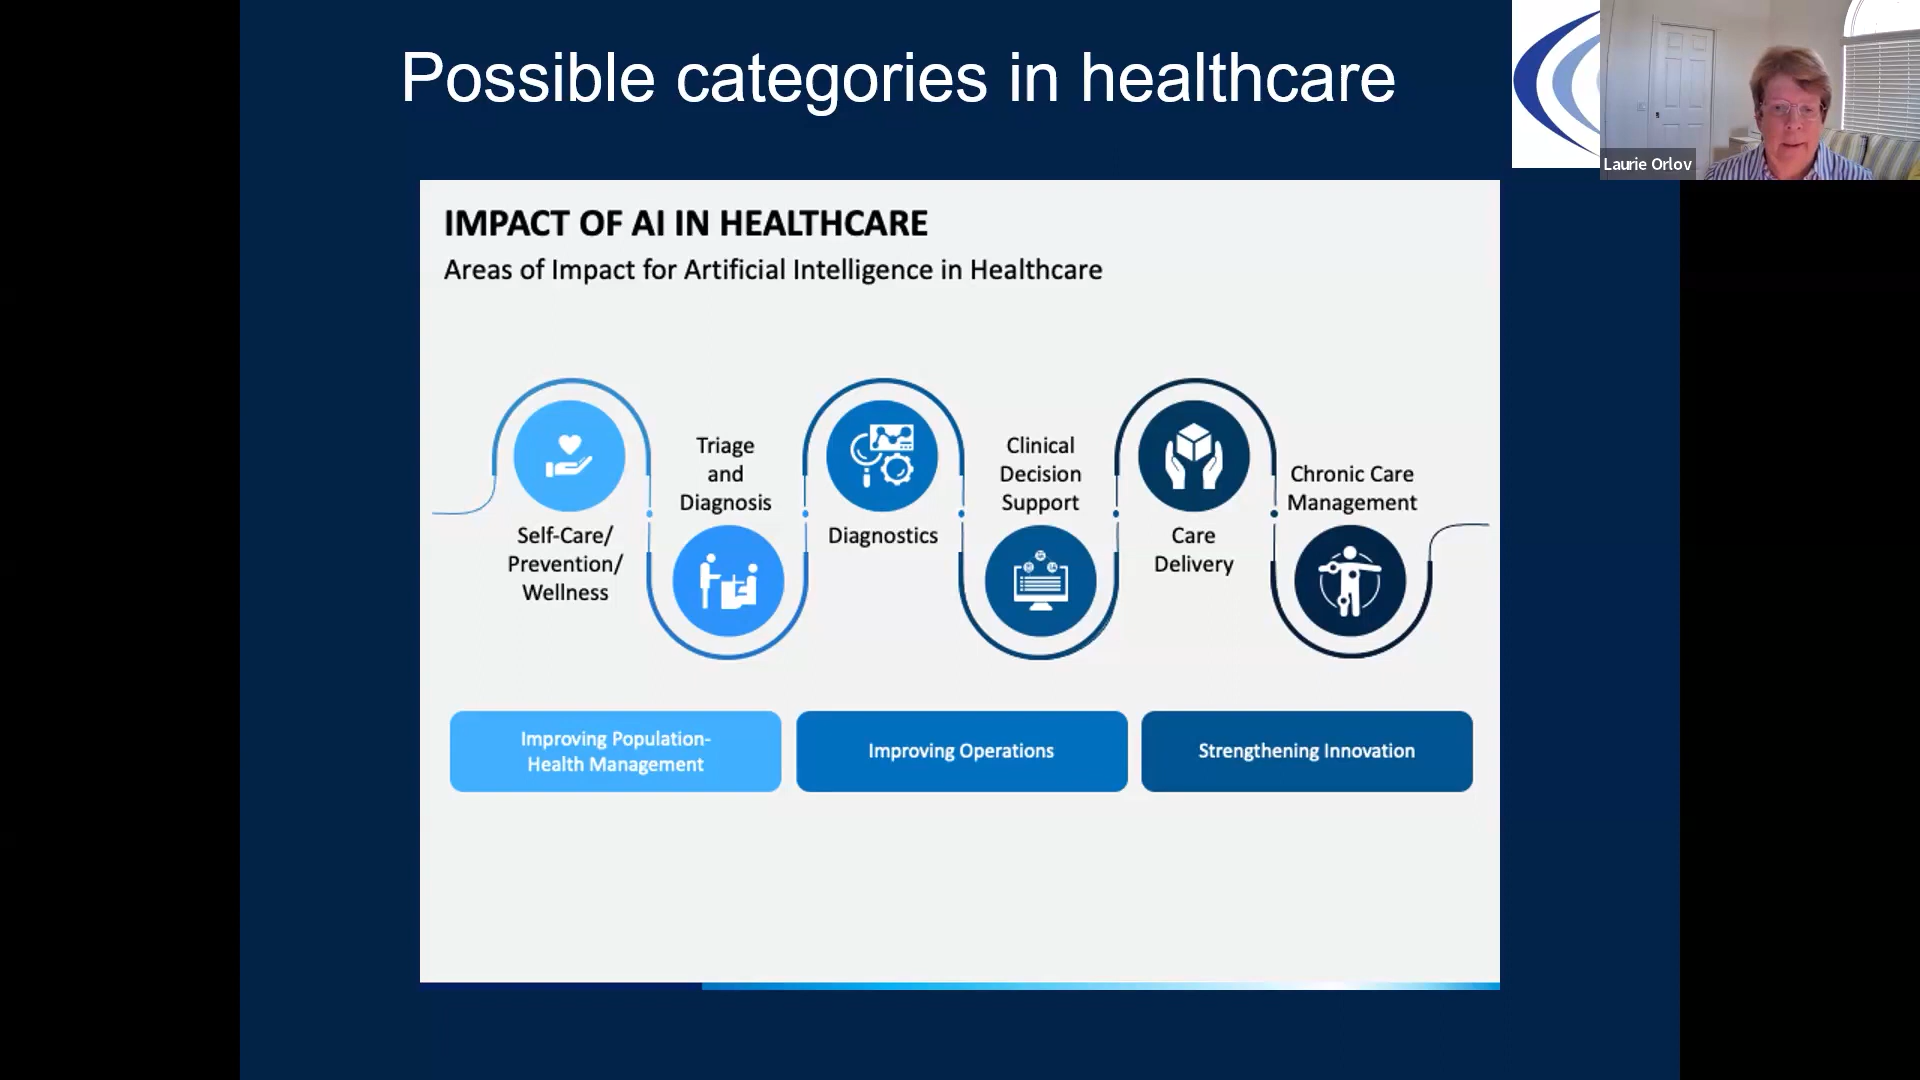 Possible categories in healthcare
Laurie Orlov
IMPACT OF AI IN HEALTHCARE
Areas of Impact for Artificial Intelligence in Healthcare
Self-Care/
Prevention/
Wellness
Triage
and
Diagnosis
Diagnostics
Clinical
Decision
Support
Care
Delivery
Chronic Care
Management
Improving Population-
Health Management
Improving Operations
Strengthening Innovation